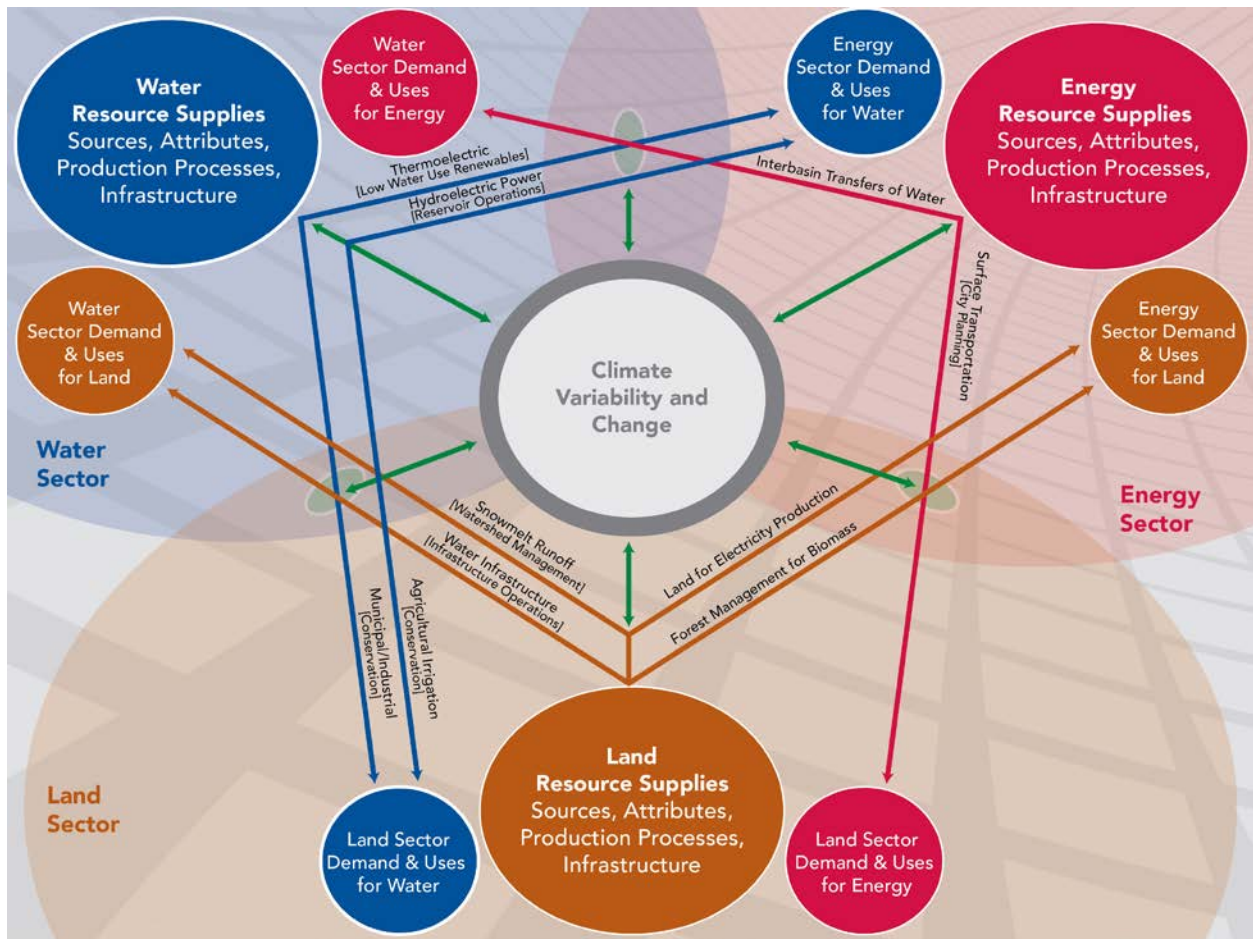 Water
Resource Supplies
Sources, Attributes,
Production Processes,
Infrastructure
Water
Sector Demand
& Uses
for Energy
Energy
Sector Demand
& Uses
for Water
Energy
Resource Supplies
Sources, Attributes,
Production Processes,
Infrastructure
Thermoelectric
[Low Water Use Renewables]
Hydroelectric Power
[Reservoir Operations]
Interbasin Transfers of Water
Surface Transportation
[City Planning]
Water
Sector Demand
& Uses
for Land
Climate
Variability and
Change
Energy
Sector Demand
& Uses
for Land
Water
Sector
Energy
Sector
Snowmelt Runoff
[Watershed Management]
Water Infrastructure
[Infrastructure Operations]
Land for Electricity Production
Forest Management for Biomass
Municipal/Industrial
[Conservation]
Agricultural Irrigation
[Conservation]
Land
Sector
Land
Resource Supplies
Sources, Attributes,
Production Processes,
Infrastructure
Land Sector
Demand & Uses
for Water
Land Sector
Demand & Uses
for Energy